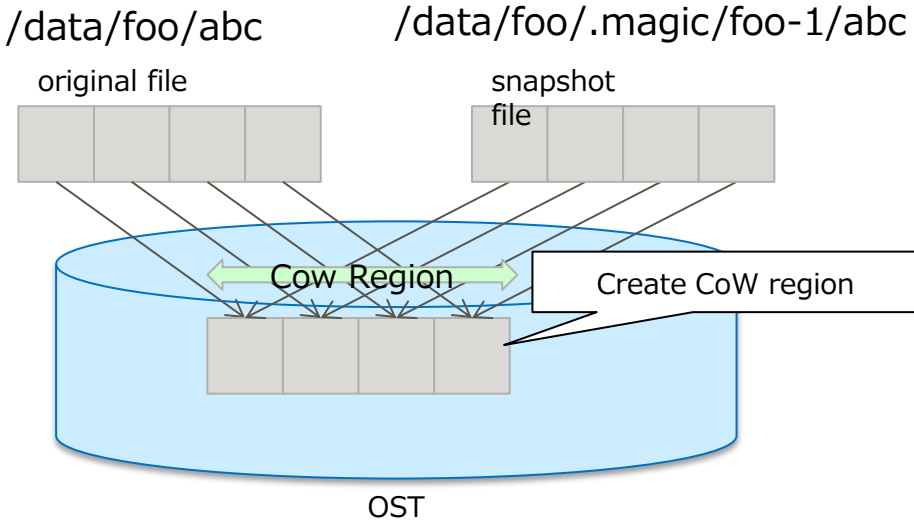 /data/foo/abc
/data/foo/.magic/foo-1/abc
original file
snapshot
file
Cow Region
Create CoW region
OST